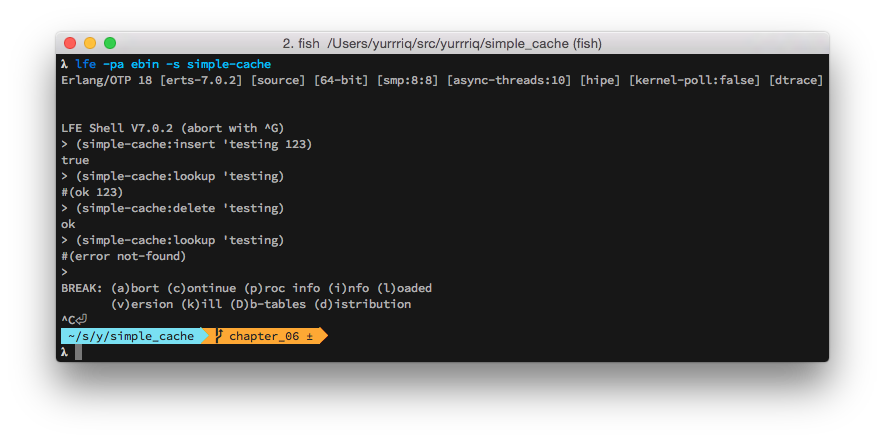 2. fish  /Users/yurrriq/src/yurrriq/simple_cache (fish)
λ lfe -pa ebin -s simple-cache
Erlang/OTP 18 [erts-7.0.2] [source] [64-bit] [smp:8:8] [async-threads:10] [hipe] [kernel-poll:false] [dtrace]
LFE Shell V7.0.2 (abort with ^G)
> (simple-cache:insert 'testing 123)
true
> (simple-cache:lookup 'testing)
#(ok 123)
> (simple-cache:delete 'testing)
ok
> (simple-cache:lookup 'testing)
#(error not-found)
>
BREAK: (a)bort (c)ontinue (p)roc info (i)nfo (l)oaded
       (v)ersion (k)ill (D)b-tables (d)istribution
^C⏎
~/s/y/simple_cache  chapter_06 ±
λ